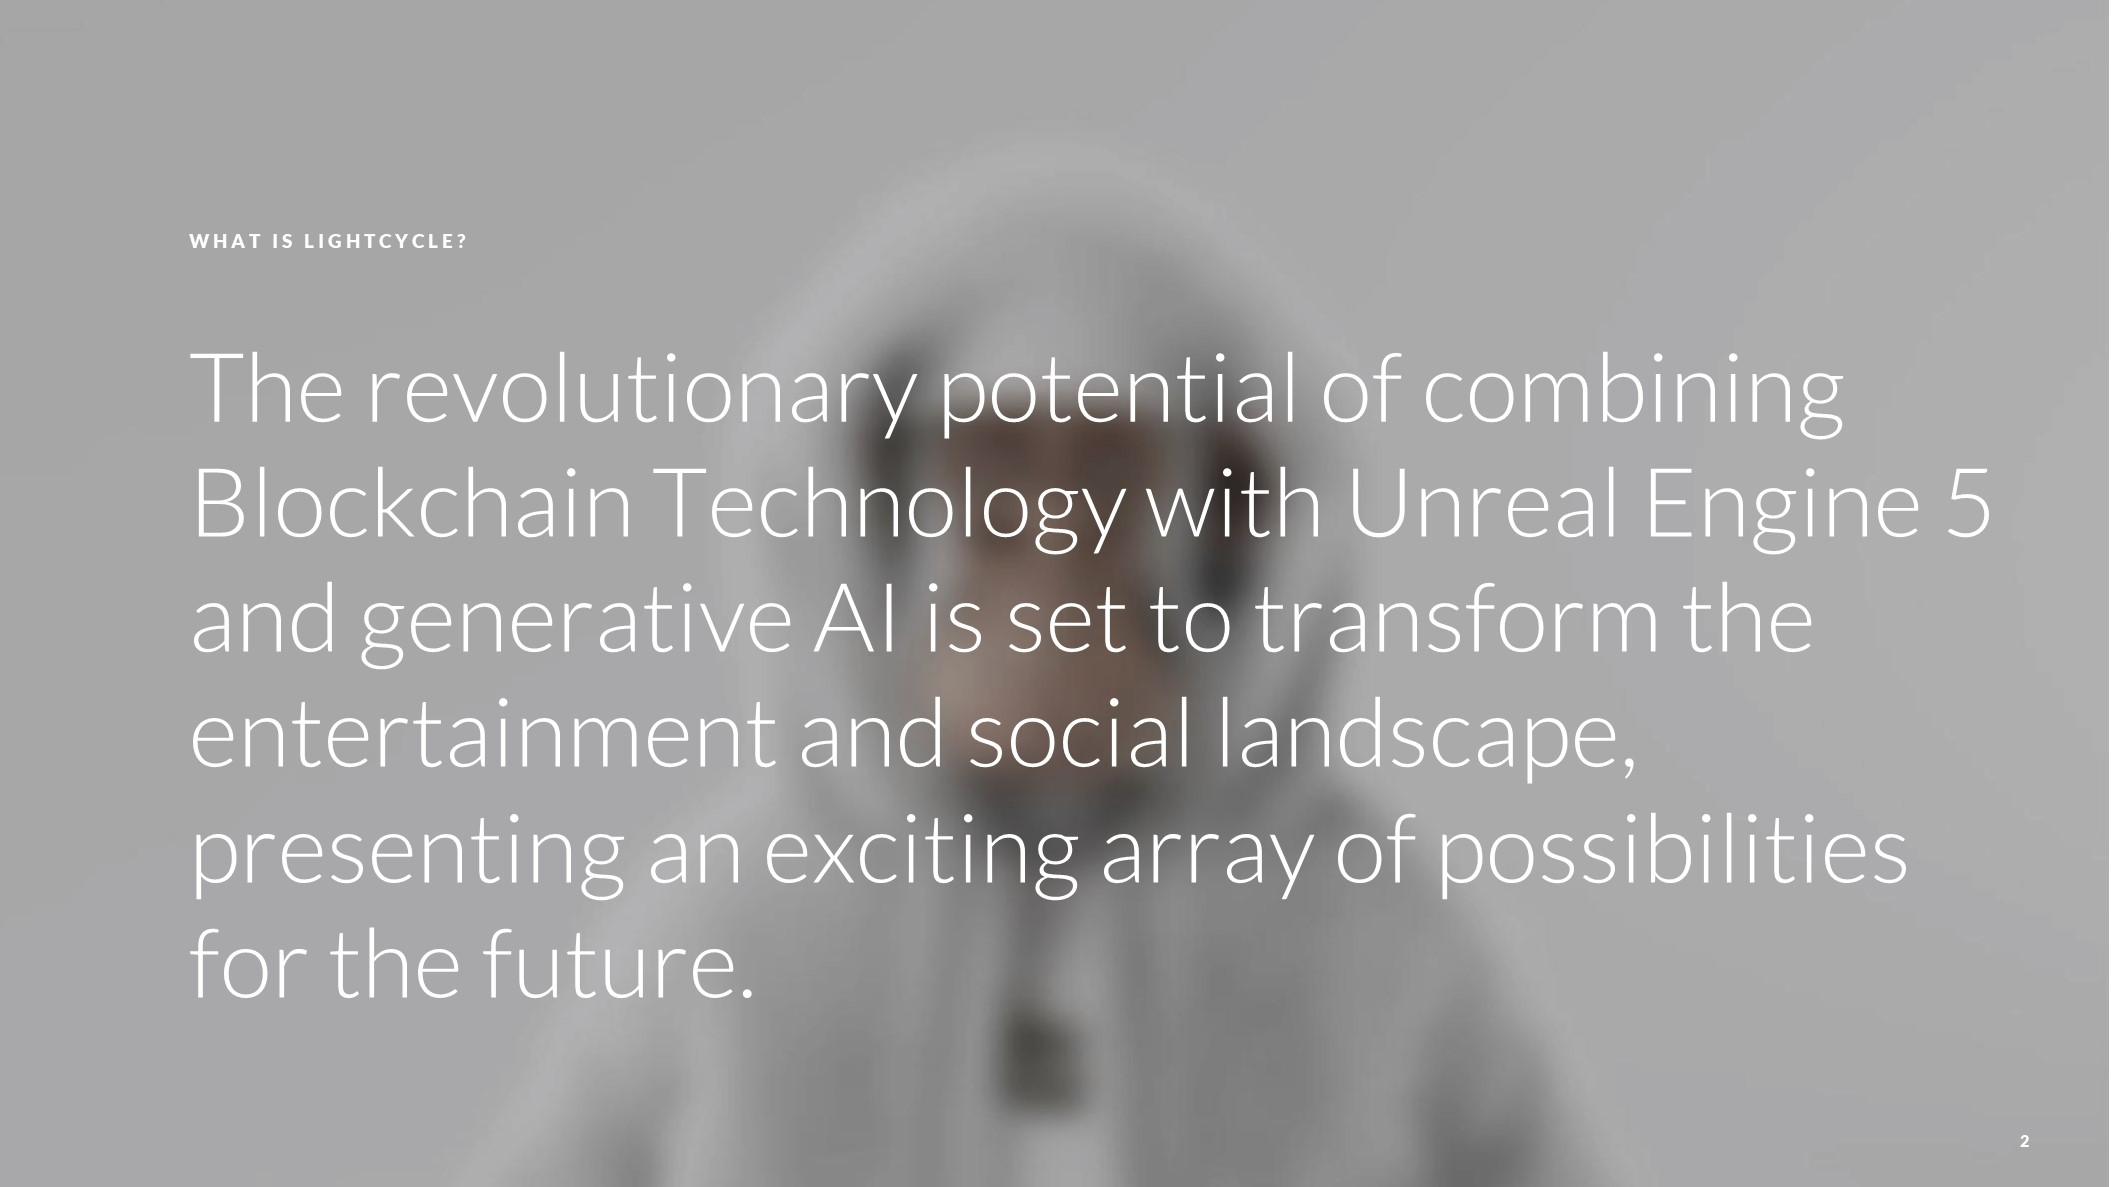 WHAT IS LIGHTCYCLE?
The revolutionary potential of combining
Blockchain Technology with Unreal Engine 5
and generative AI is set to transform the
entertainment and social landscape,
presenting an exciting array of possibilities
for the future.
2